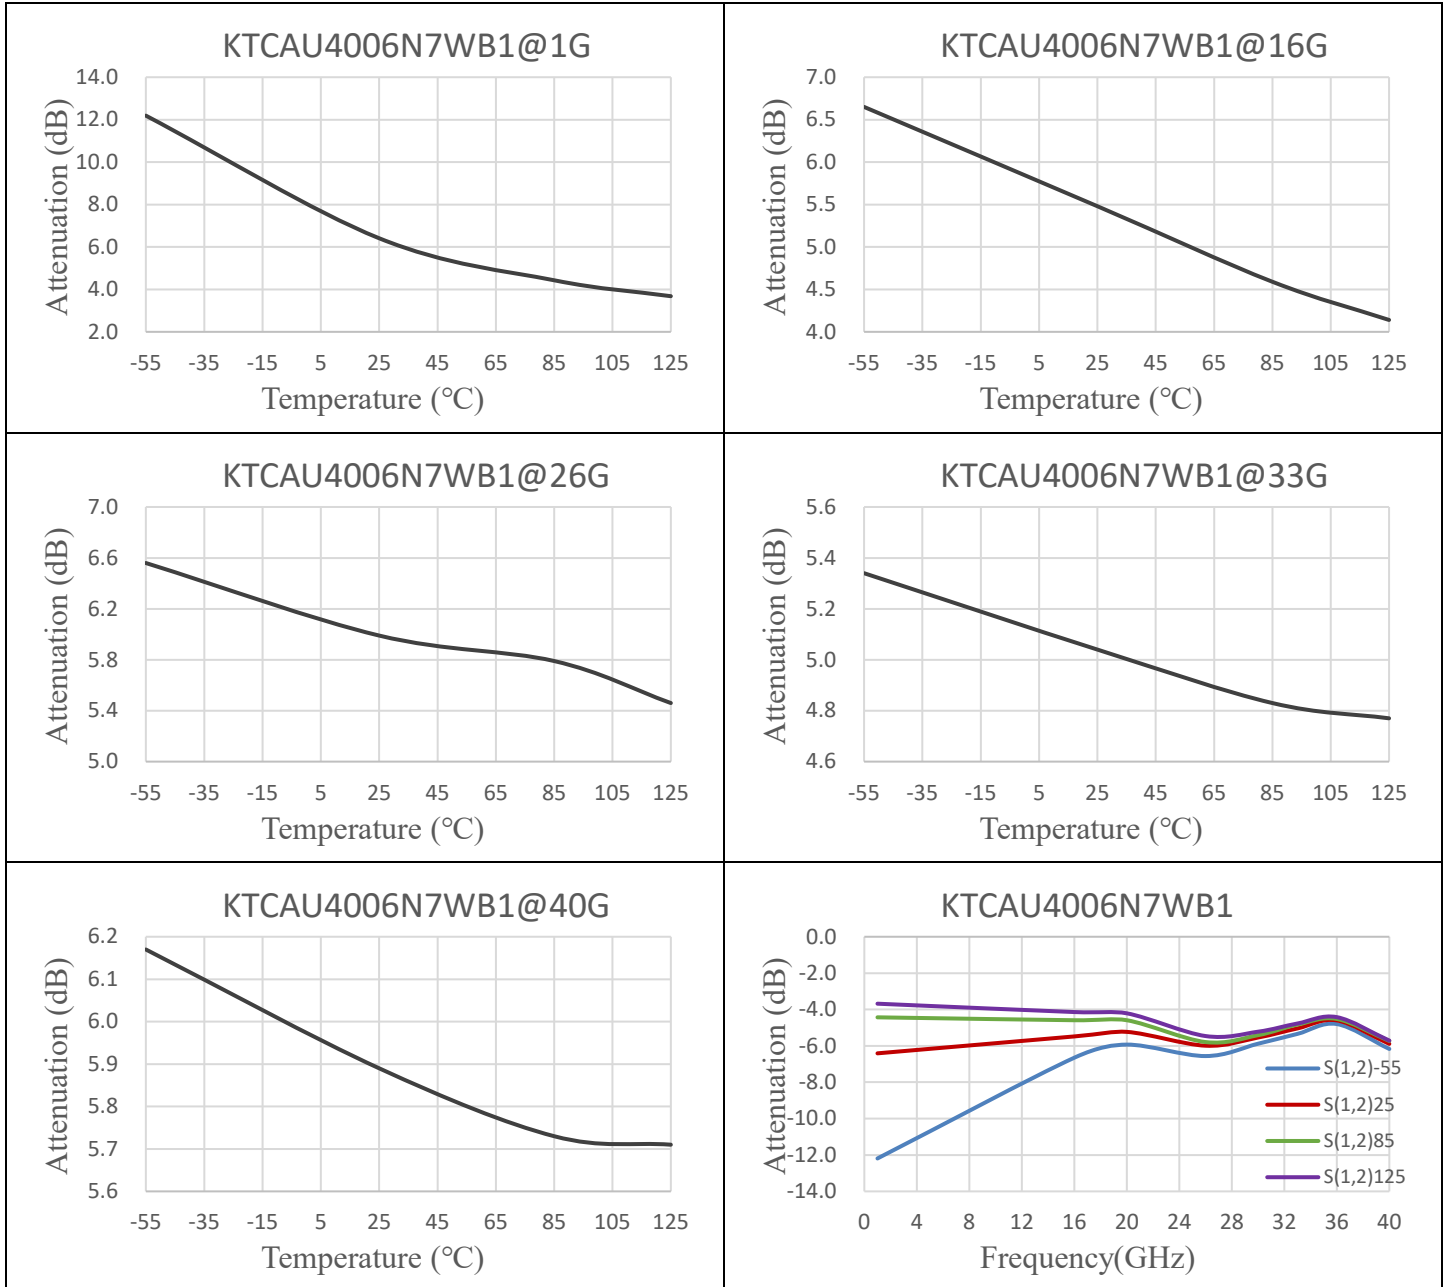 KTCAU4006N7WB1@1G
Attenuation (dB)
14.0
12.0
10.0
8.0
6.0
4.0
2.0
-55 -35 -15 5 25 45 65 85 105 125
Temperature (℃)
KTCAU4006N7WB1@16G
Attenuation (dB)
7.0
6.5
6.0
5.5
5.0
4.5
4.0
-55 -35 -15 5 25 45 65 85 105 125
Temperature (℃)
KTCAU4006N7WB1@26G
Attenuation (dB)
7.0
6.6
6.2
5.8
5.4
5.0
-55 -35 -15 5 25 45 65 85 105 125
Temperature (℃)
KTCAU4006N7WB1@33G
Attenuation (dB)
5.6
5.4
5.2
5.0
4.8
4.6
-55 -35 -15 5 25 45 65 85 105 125
Temperature (℃)
KTCAU4006N7WB1@40G
Attenuation (dB)
6.2
6.1
6.0
5.9
5.8
5.7
5.6
-55 -35 -15 5 25 45 65 85 105 125
Temperature (℃)
KTCAU4006N7WB1
Attenuation (dB)
0.0
-2.0
-4.0
-6.0
-8.0
-10.0
-12.0
-14.0
S(1,2)-55
S(1,2)25
S(1,2)85
S(1,2)125
0 4 8 12 16 20 24 28 32 36 40
Frequency(GHz)